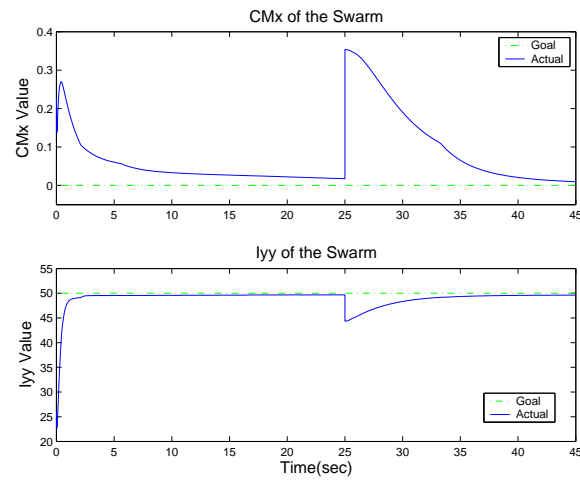 CMx of the Swarm
0.4
0.3
0.2
0.1
0
CMx Value
Goal
Actual
0 5 10 15 20 25 30 35 40 45
Iyy of the Swarm
55
50
45
40
35
30
25
20
Iyy Value
Goal
Actual
0 5 10 15 20 25 30 35 40 45
Time(sec)